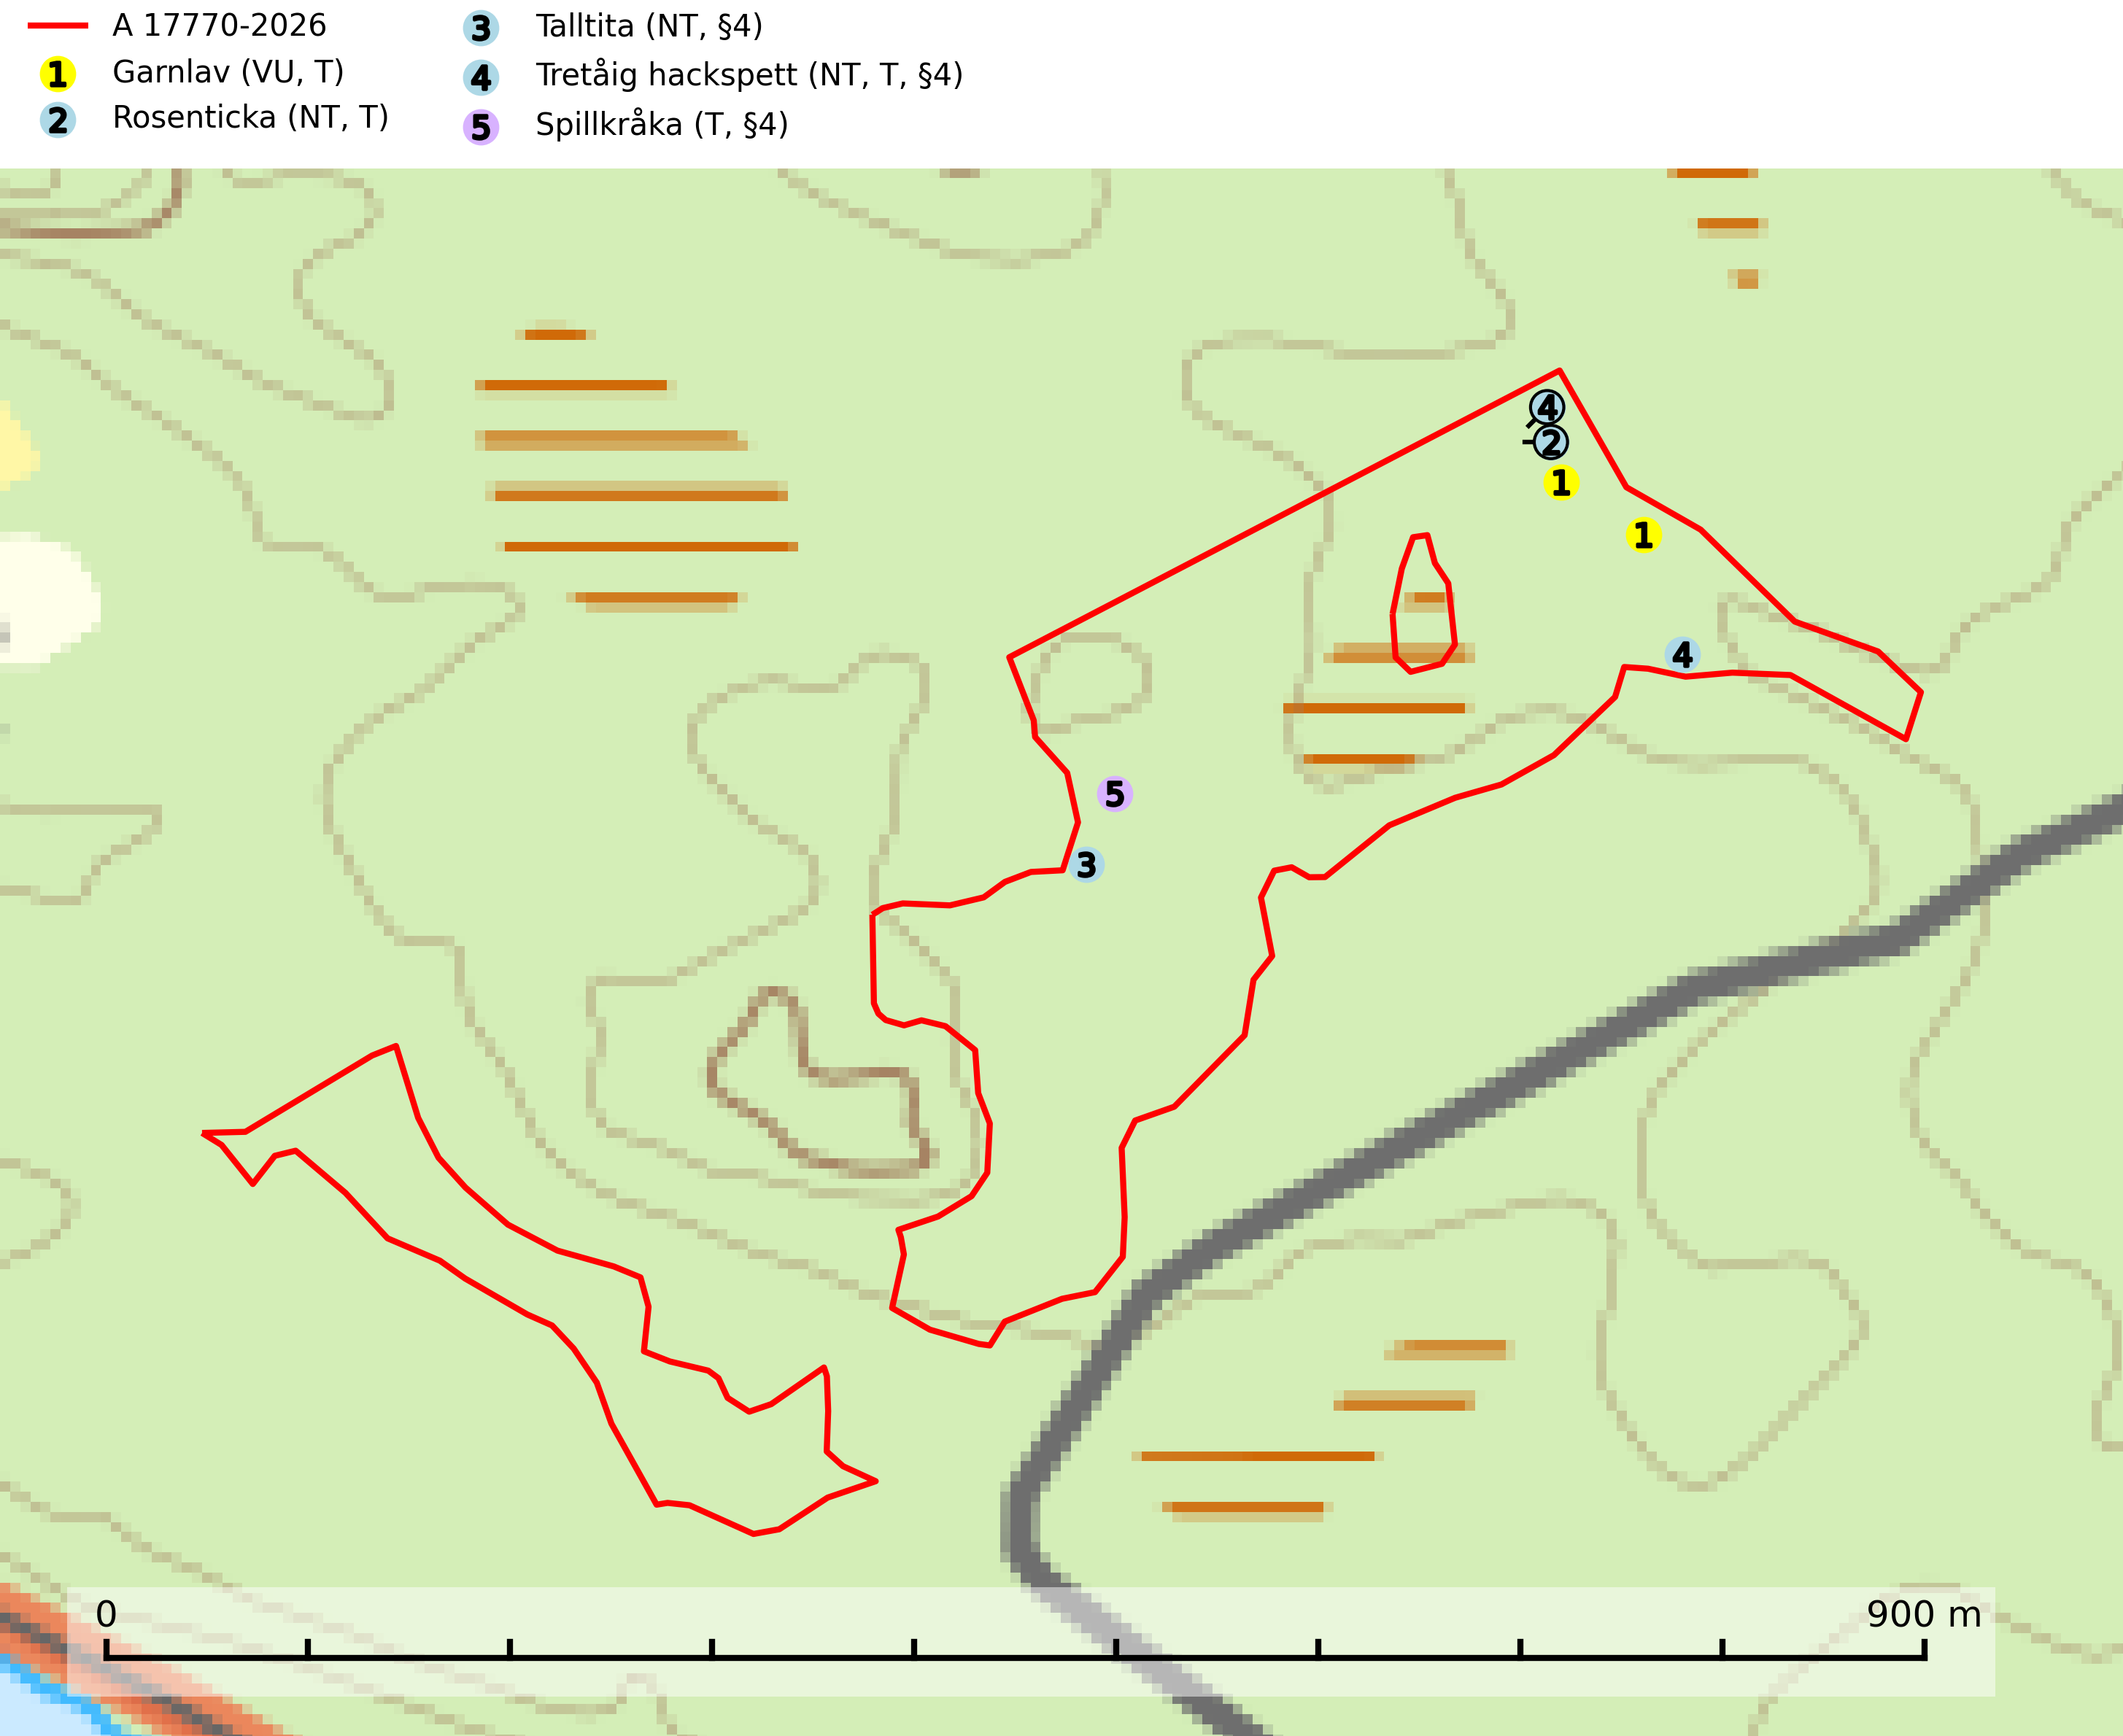 A 17770-2026
1 Garnlav (VU, T)
2 Rosenticka (NT, T)
3 Talltita (NT, §4)
4 Tretåig hackspett (NT, T, §4)
5 Spillkråka (T, §4)
4
2
1
1
4
5
3
0 900 m